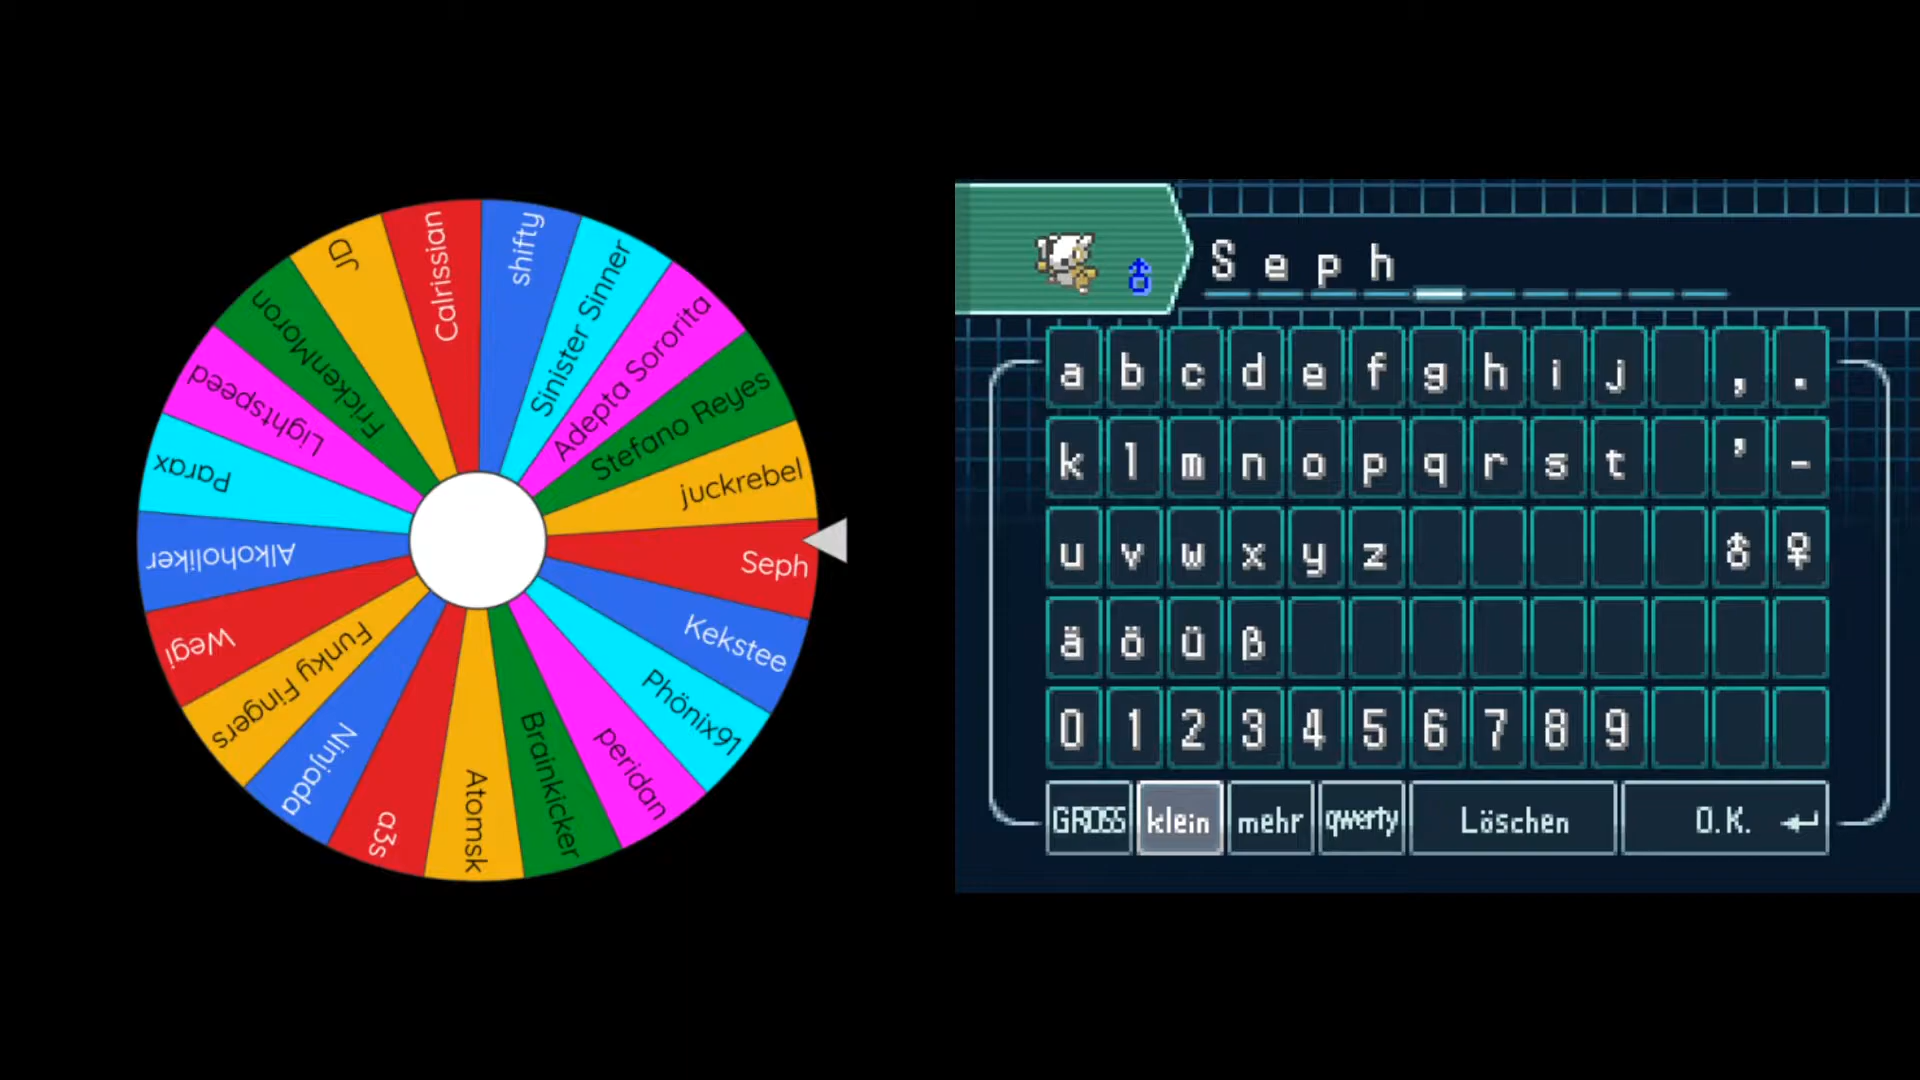 shifty
Sinister Sinner
Adepta Sororita
Stefano Reyes
juckrebel
Seph
Kekstee
Phönix91
peridan
Brainkicker
Atomsk
a3s
Ninjada
Funky Fingers
Wegi
Alkoholiker
Parax
Lightspeed
FrickenMoron
JD
Calrissian
Seph
a b c d e f g h i j , .
k l m n o p q r s t ' -
u v w x y z ♂ ♀
ä ö ü ß
0 1 2 3 4 5 6 7 8 9
GROSS klein mehr qwerty Löschen O.K.